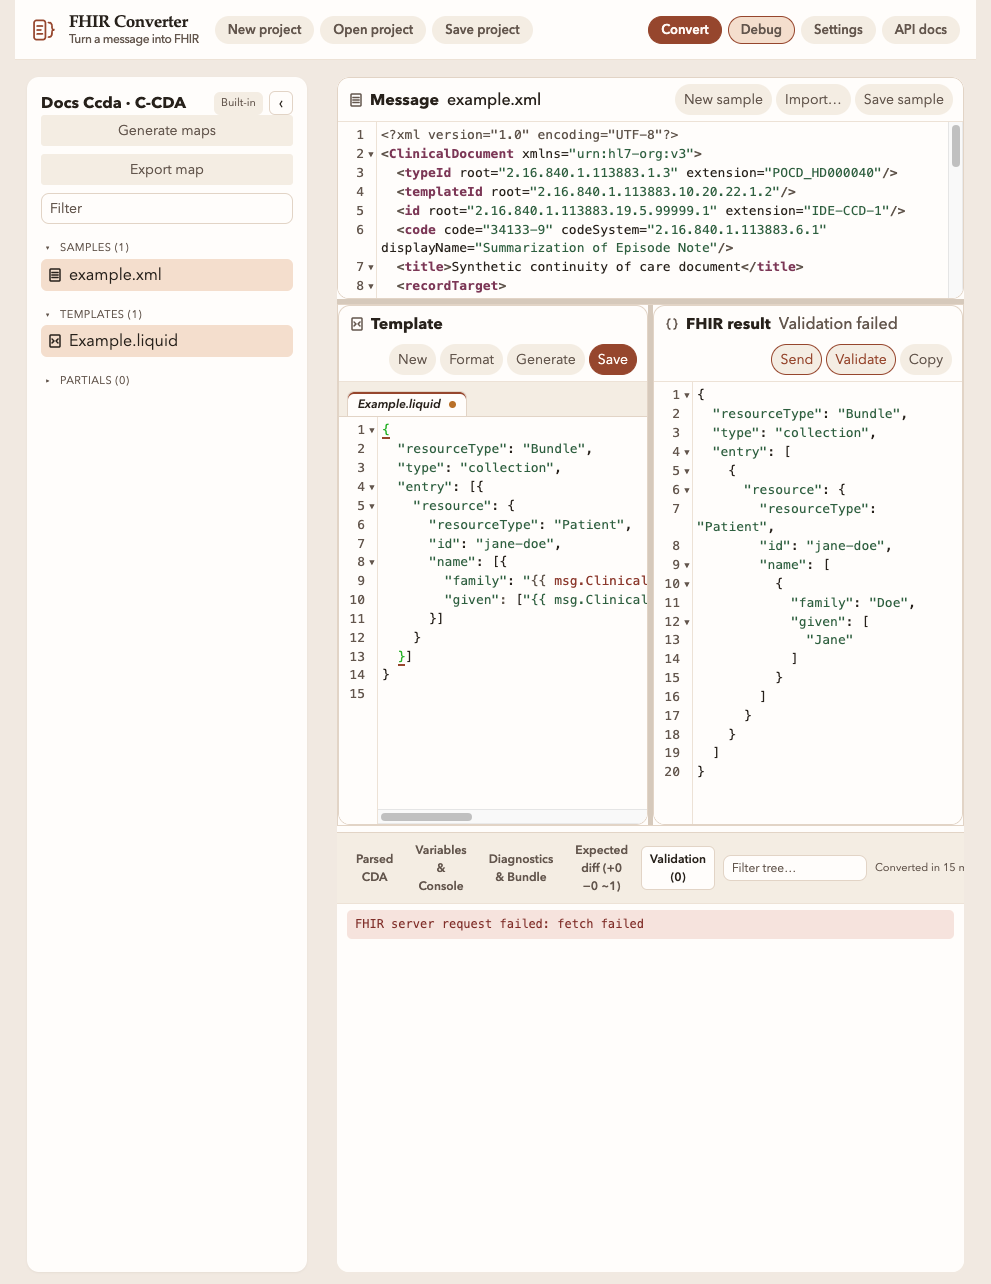 FHIR Converter
Turn a message into FHIR
New project
Open project
Save project
Convert
Debug
Settings
API docs
Docs Ccda · C-CDA
Built-in
‹
Generate maps
Export map
Filter
SAMPLES (1)
example.xml
TEMPLATES (1)
Example.liquid
PARTIALS (0)
Message example.xml
New sample
Import…
Save sample
1 <?xml version="1.0" encoding="UTF-8"?>
2 <ClinicalDocument xmlns="urn:hl7-org:v3">
3 <typeId root="2.16.840.1.113883.1.3" extension="POCD_HD000040"/>
4 <templateId root="2.16.840.1.113883.10.20.22.1.2"/>
5 <id root="2.16.840.1.113883.19.5.99999.1" extension="IDE-CCD-1"/>
6 <code code="34133-9" codeSystem="2.16.840.1.113883.6.1"
displayName="Summarization of Episode Note"/>
7 <title>Synthetic continuity of care document</title>
8 <recordTarget>
Template
New
Format
Generate
Save
Example.liquid
1 {
2 "resourceType": "Bundle",
3 "type": "collection",
4 "entry": [{
5 "resource": {
6 "resourceType": "Patient",
7 "id": "jane-doe",
8 "name": [{
9 "family": "{{ msg.Clinical
10 "given": ["{{ msg.Clinical
11 }]
12 }
13 }]
14 }
15
FHIR result Validation failed
Send
Validate
Copy
1 {
2 "resourceType": "Bundle",
3 "type": "collection",
4 "entry": [
5 {
6 "resource": {
7 "resourceType":
"Patient",
8 "id": "jane-doe",
9 "name": [
10 {
11 "family": "Doe",
12 "given": [
13 "Jane"
14 ]
15 }
16 ]
17 }
18 }
19 ]
20 }
Parsed
CDA
Variables
&
Console
Diagnostics
& Bundle
Expected
diff (+0
−0 ~1)
Validation
(0)
Filter tree…
Converted in 15
FHIR server request failed: fetch failed